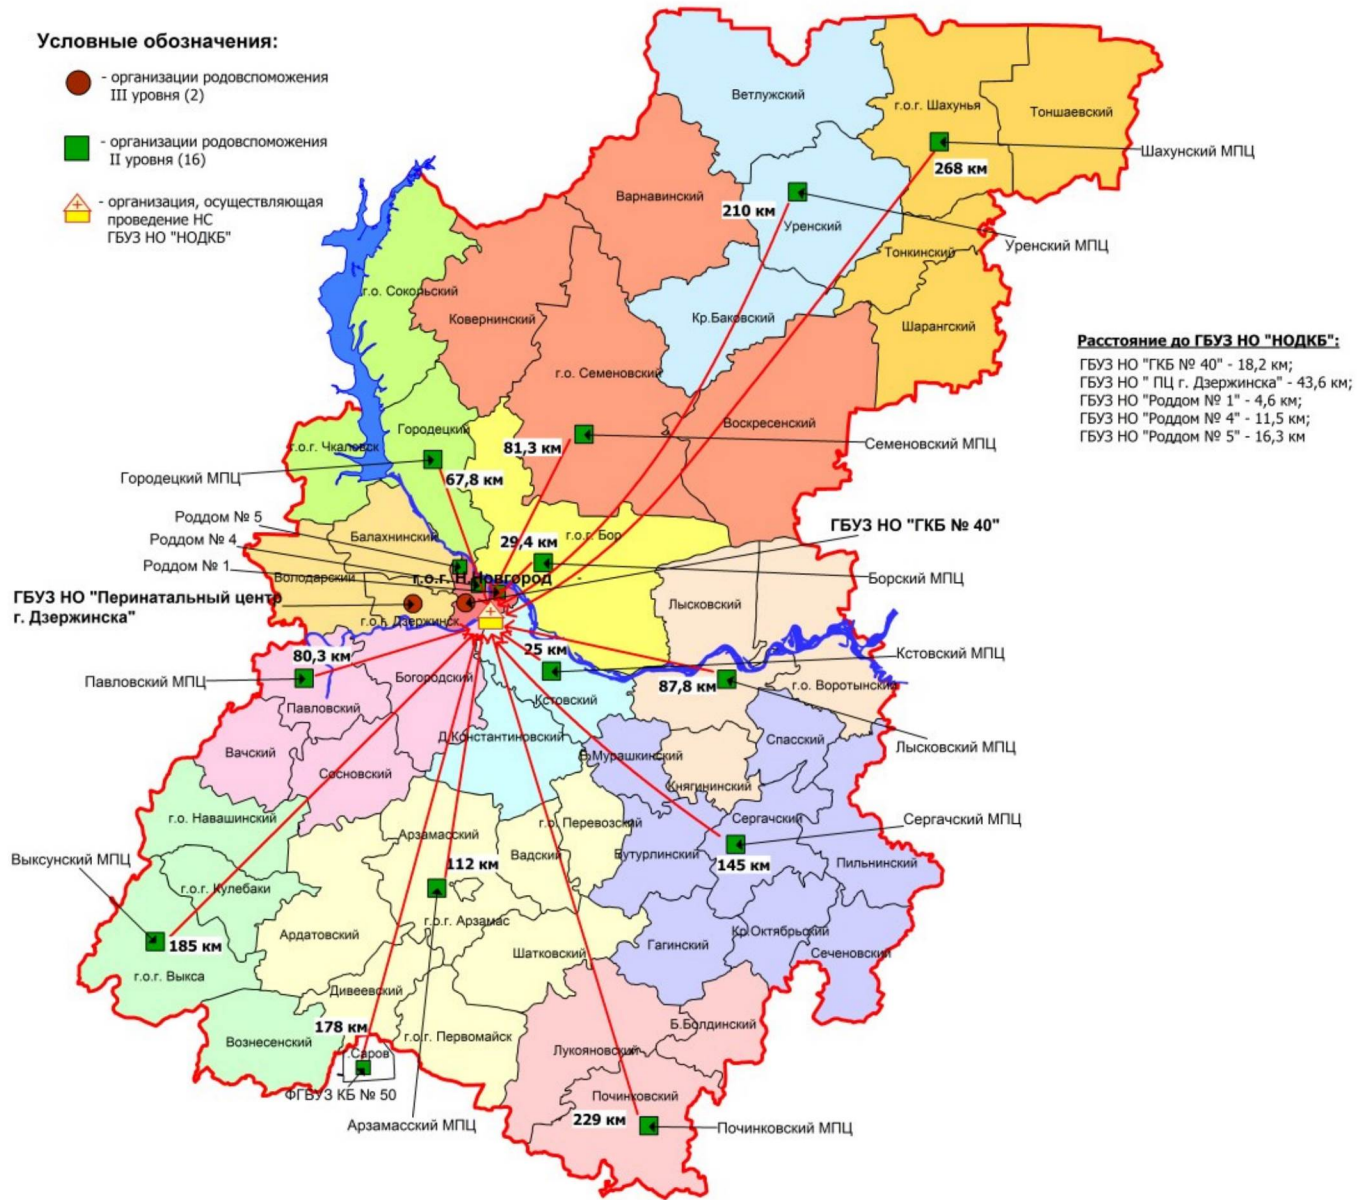 Условные обозначения:
- организации родовспоможения
III уровня (2)
- организации родовспоможения
II уровня (16)
- организация, осуществляющая
проведение НС
ГБУЗ НО "НОДКБ"
Ветлужский
г.о.г. Шахунья
Тоншаевский
Шахунский МПЦ
268 км
Варнавинский
210 км
Уренский
Уренский МПЦ
Тонкинский
г.о. Сокольский
Ковернинский
Кр.Баковский
Шарангский
Расстояние до ГБУЗ НО "НОДКБ":
ГБУЗ НО "ГКБ № 40" - 18,2 км;
ГБУЗ НО " ПЦ г. Дзержинска" - 43,6 км;
ГБУЗ НО "Роддом № 1" - 4,6 км;
ГБУЗ НО "Роддом № 4" - 11,5 км;
ГБУЗ НО "Роддом № 5" - 16,3 км
г.о. Семеновский
Воскресенский
г.о.г. Чкаловск
Городецкий
81,3 км
Семеновский МПЦ
Городецкий МПЦ
67,8 км
Роддом № 5
Роддом № 4
Роддом № 1
Балахнинский
29,4 км
г.о.г. Бор
ГБУЗ НО "ГКБ № 40"
Володарский
г.о.г. Н.Новгород
Борский МПЦ
ГБУЗ НО "Перинатальный центр
г. Дзержинска"
г.о.г. Дзержинск
Лысковский
80,3 км
25 км
Кстовский МПЦ
Павловский МПЦ
Богородский
87,8 км
г.о. Воротынский
Павловский
Кстовский
Вачский
Д.Константиновский
Спасский
Лысковский МПЦ
Сосновский
Б.Мурашкинский
Княгининский
г.о. Навашинский
Арзамасский
г.о. Перевозский
Сергачский
Сергачский МПЦ
Выксунский МПЦ
112 км
Вадский
Бутурлинский
145 км
Пильнинский
г.о.г. Кулебаки
г.о.г. Арзамас
185 км
Ардатовский
Шатковский
Гагинский
Кр.Октябрьский
Сеченовский
г.о.г. Выкса
Дивеевский
178 км
Вознесенский
г.о.г. Первомайск
Б.Болдинский
г.Саров
Лукояновский
ФГБУЗ КБ № 50
Починковский
Арзамасский МПЦ
229 км
Починковский МПЦ